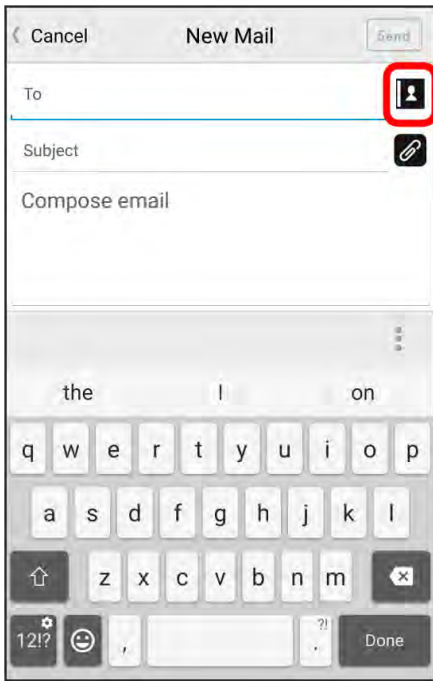 Cancel New Mail Send
To
Subject
Compose email
the I on
q w e r t y u i o p
a s d f g h j k l
z x c v b n m
12!? , ?! . Done